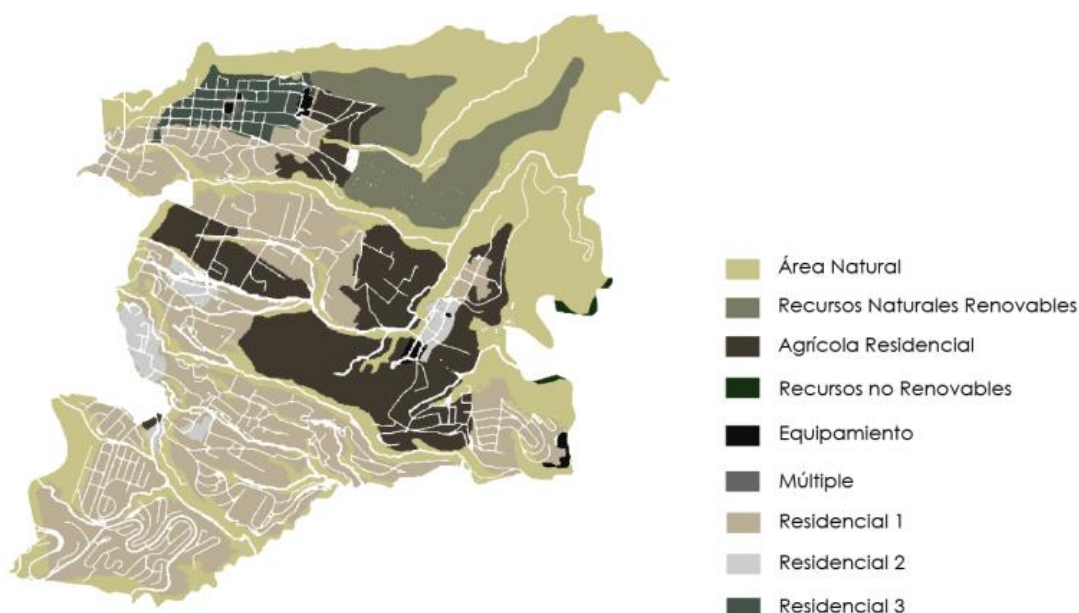 Área Natural
Recursos Naturales Renovables
Agrícola Residencial
Recursos no Renovables
Equipamiento
Múltiple
Residencial 1
Residencial 2
Residencial 3